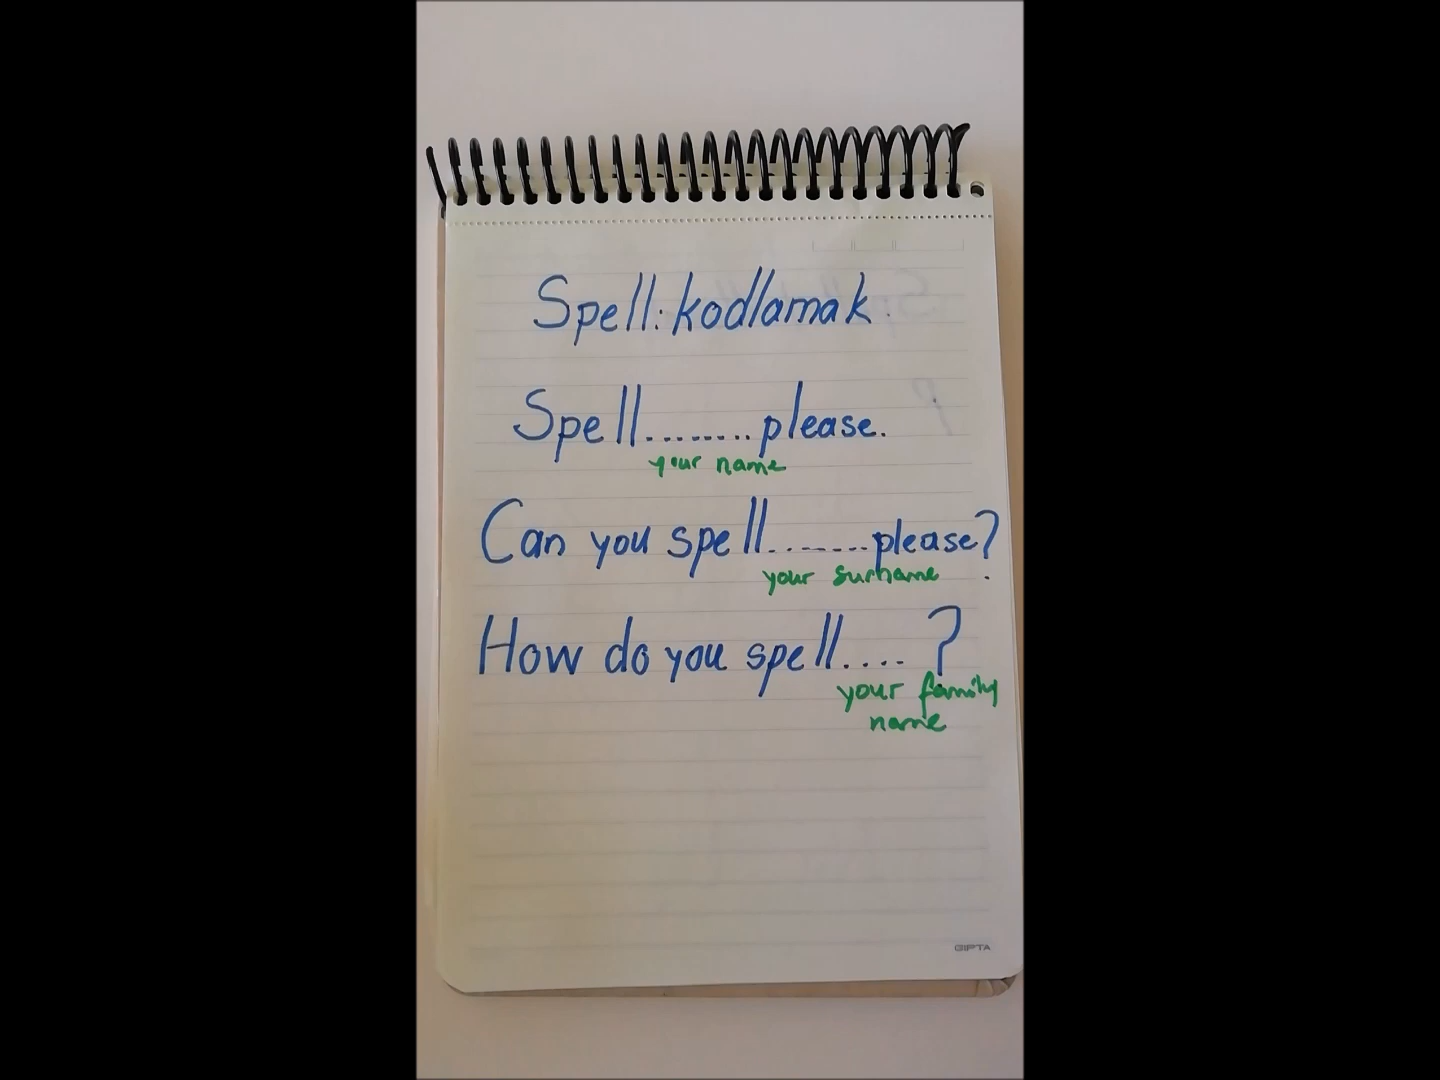 Spell: kodlamak
Spell........please.
your name
Can you spell........please?
your surname
How do you spell....?
your family
name
GIPTA